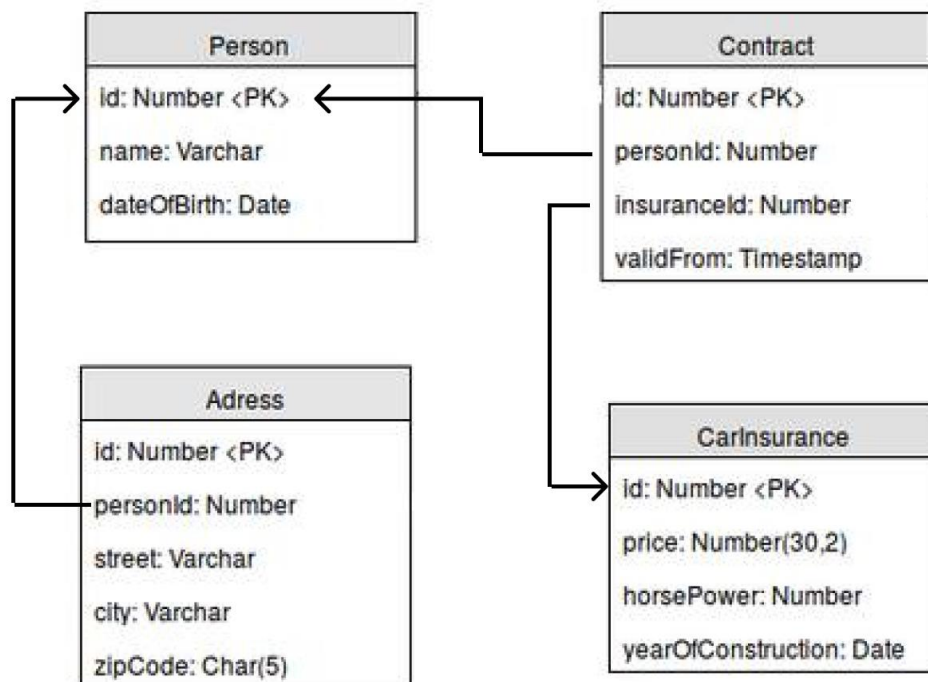 Person
id: Number <PK>
name: Varchar
dateOfBirth: Date
Contract
id: Number <PK>
personId: Number
insuranceId: Number
validFrom: Timestamp
Adress
id: Number <PK>
personId: Number
street: Varchar
city: Varchar
zipCode: Char(5)
CarInsurance
id: Number <PK>
price: Number(30,2)
horsePower: Number
yearOfConstruction: Date